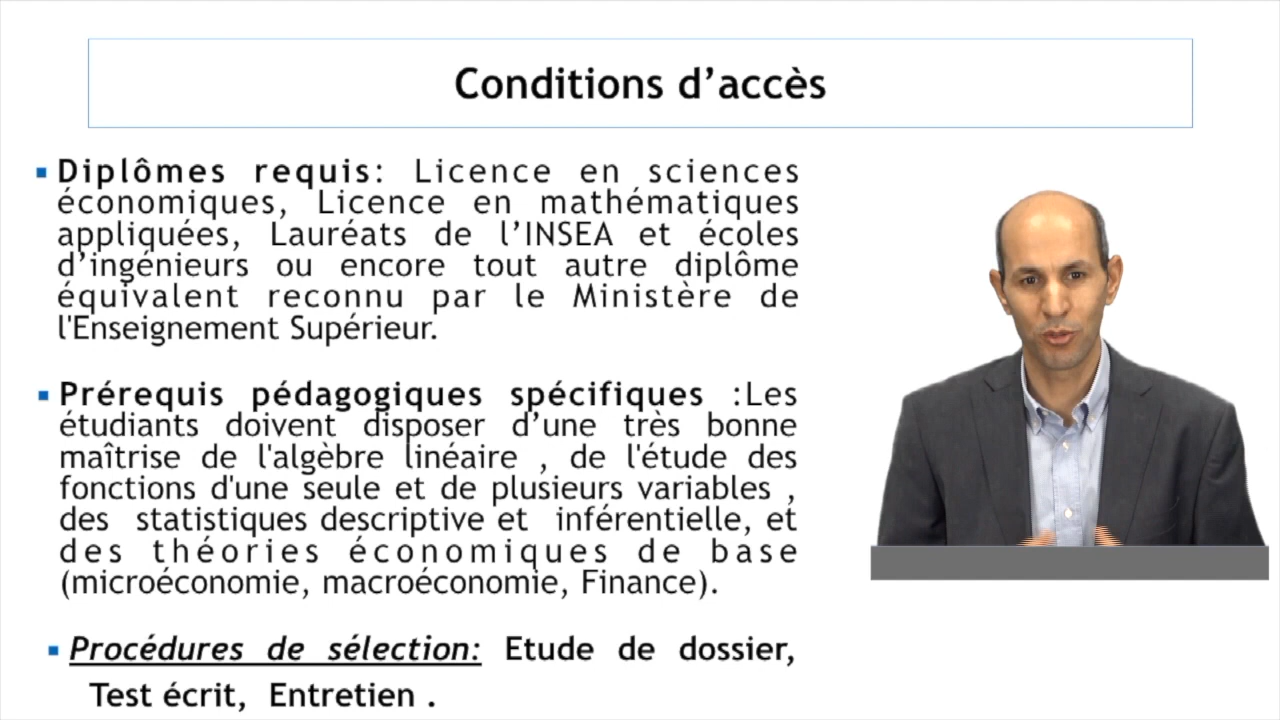 Conditions d’accès
Diplômes requis: Licence en sciences
économiques, Licence en mathématiques
appliquées, Lauréats de l’INSEA et écoles
d’ingénieurs ou encore tout autre diplôme
équivalent reconnu par le Ministère de
l'Enseignement Supérieur.
Prérequis pédagogiques spécifiques :Les
étudiants doivent disposer d’une très bonne
maîtrise de l'algèbre linéaire , de l'étude des
fonctions d'une seule et de plusieurs variables ,
des statistiques descriptive et inférentielle, et
des théories économiques de base
(microéconomie, macroéconomie, Finance).
Procédures de sélection: Etude de dossier,
Test écrit, Entretien .